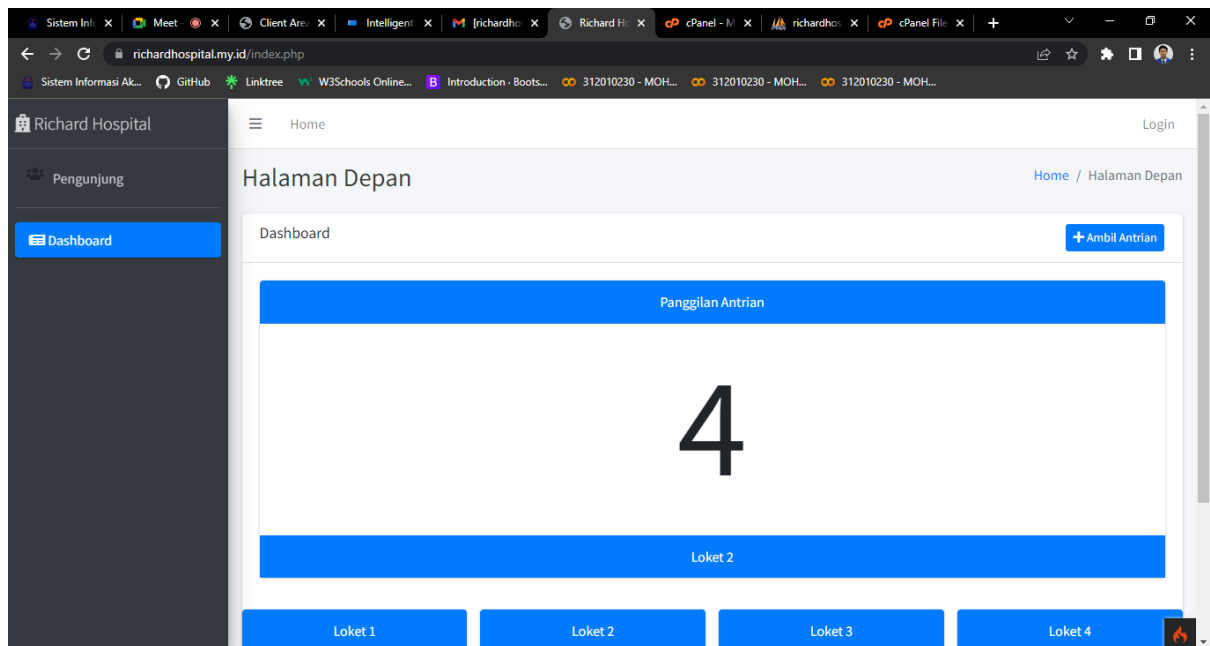 Sistem Info
Meet -
Client Area
Intelligent
[richardho
Richard Ho
cPanel - M
richardhos
cPanel File
richardhospital.my.id/index.php
Sistem Informasi Ak...
GitHub
Linktree
W3Schools Online...
Introduction · Boots...
312010230 - MOH...
312010230 - MOH...
312010230 - MOH...
Richard Hospital
Home
Login
Pengunjung
Halaman Depan
Home / Halaman Depan
Dashboard
Dashboard
+ Ambil Antrian
Panggilan Antrian
4
Loket 2
Loket 1
Loket 2
Loket 3
Loket 4